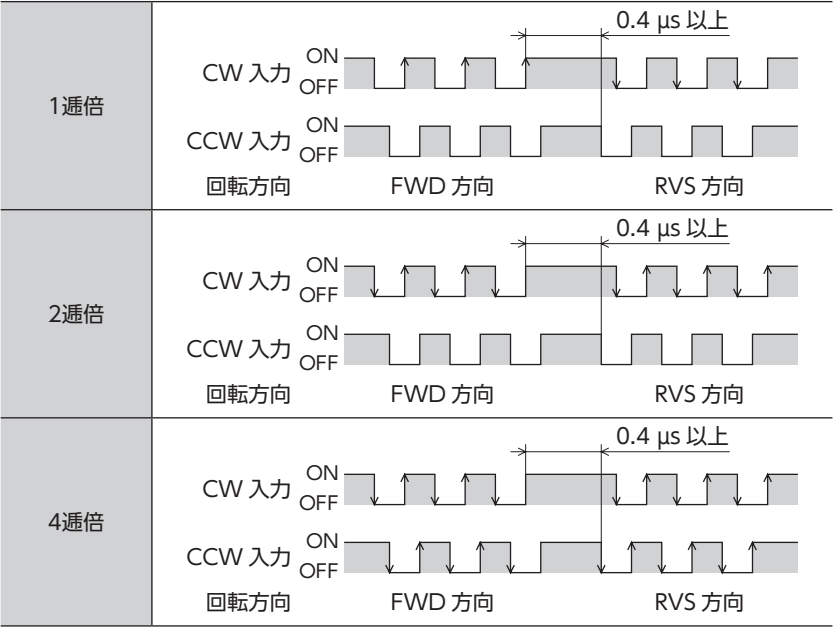 1逓倍
0.4 µs 以上
CW 入力
ON
OFF
CCW 入力
ON
OFF
回転方向 FWD 方向 RVS 方向
2逓倍
0.4 µs 以上
CW 入力
ON
OFF
CCW 入力
ON
OFF
回転方向 FWD 方向 RVS 方向
4逓倍
0.4 µs 以上
CW 入力
ON
OFF
CCW 入力
ON
OFF
回転方向 FWD 方向 RVS 方向